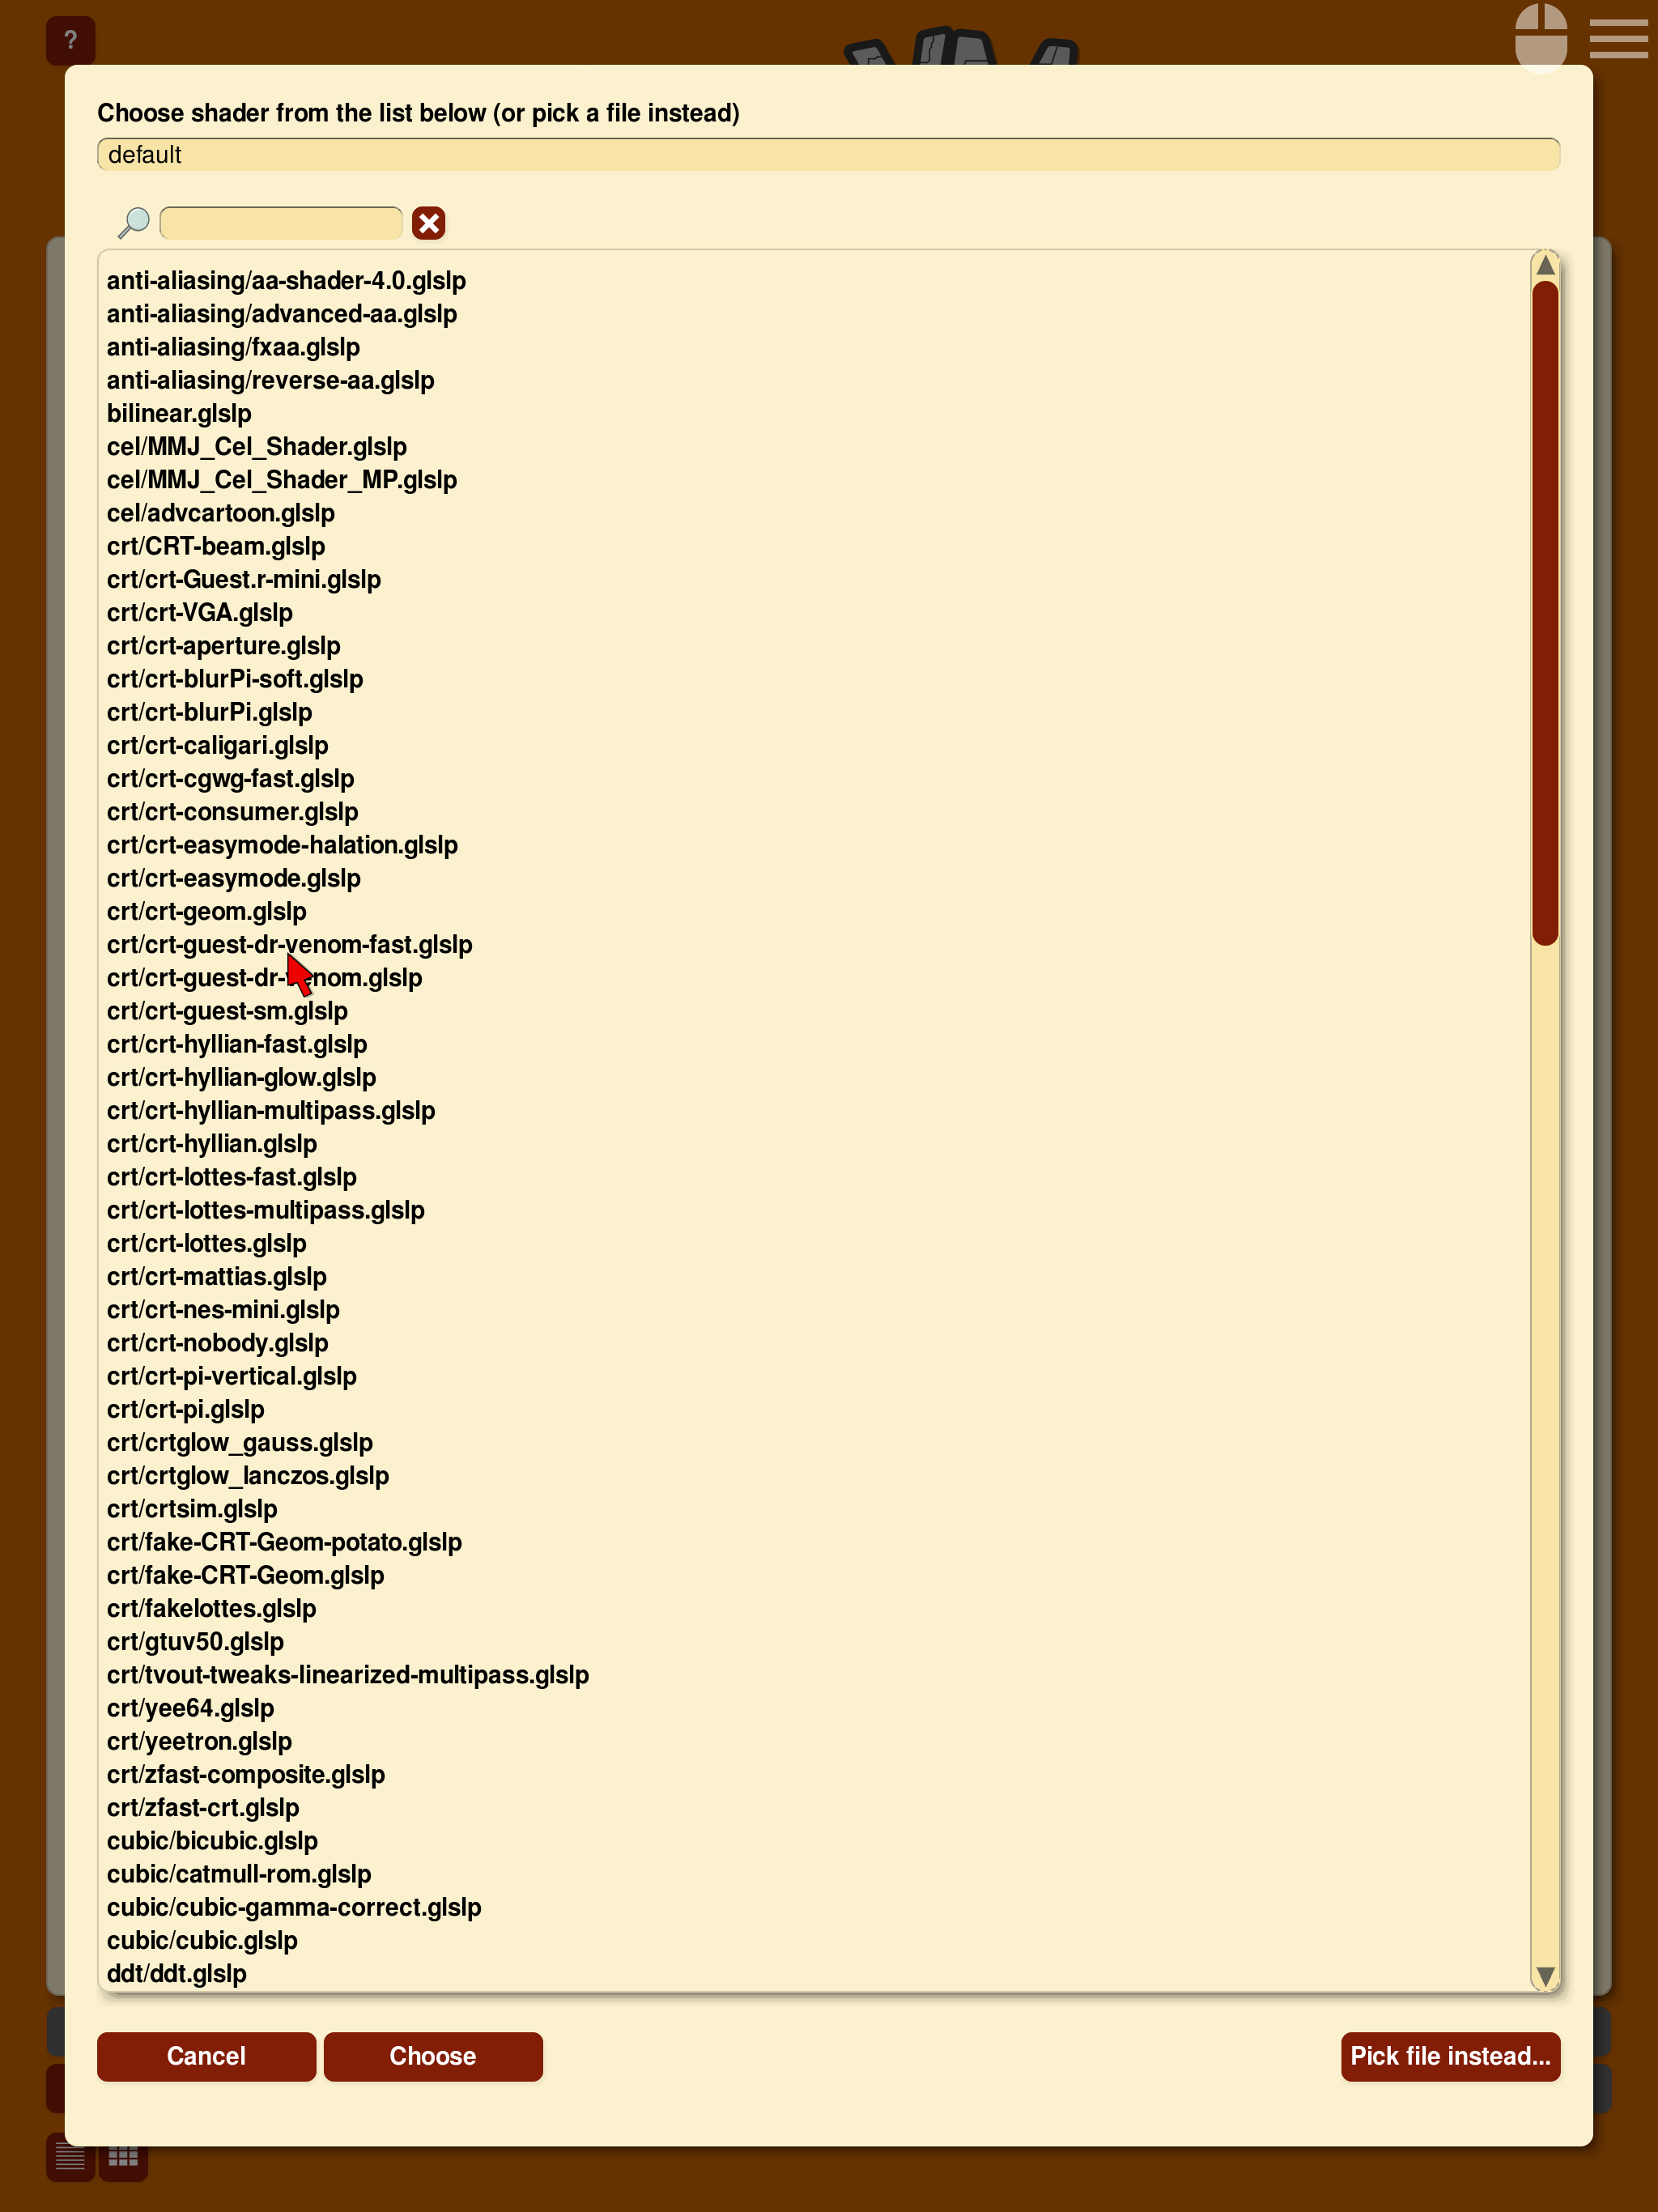 ?
Choose shader from the list below (or pick a file instead)
default
anti-aliasing/aa-shader-4.0.glslp
anti-aliasing/advanced-aa.glslp
anti-aliasing/fxaa.glslp
anti-aliasing/reverse-aa.glslp
bilinear.glslp
cel/MMJ_Cel_Shader.glslp
cel/MMJ_Cel_Shader_MP.glslp
cel/advcartoon.glslp
crt/CRT-beam.glslp
crt/crt-Guest.r-mini.glslp
crt/crt-VGA.glslp
crt/crt-aperture.glslp
crt/crt-blurPi-soft.glslp
crt/crt-blurPi.glslp
crt/crt-caligari.glslp
crt/crt-cgwg-fast.glslp
crt/crt-consumer.glslp
crt/crt-easymode-halation.glslp
crt/crt-easymode.glslp
crt/crt-geom.glslp
crt/crt-guest-dr-venom-fast.glslp
crt/crt-guest-dr-venom.glslp
crt/crt-guest-sm.glslp
crt/crt-hyllian-fast.glslp
crt/crt-hyllian-glow.glslp
crt/crt-hyllian-multipass.glslp
crt/crt-hyllian.glslp
crt/crt-lottes-fast.glslp
crt/crt-lottes-multipass.glslp
crt/crt-lottes.glslp
crt/crt-mattias.glslp
crt/crt-nes-mini.glslp
crt/crt-nobody.glslp
crt/crt-pi-vertical.glslp
crt/crt-pi.glslp
crt/crtglow_gauss.glslp
crt/crtglow_lanczos.glslp
crt/crtsim.glslp
crt/fake-CRT-Geom-potato.glslp
crt/fake-CRT-Geom.glslp
crt/fakelottes.glslp
crt/gtuv50.glslp
crt/tvout-tweaks-linearized-multipass.glslp
crt/yee64.glslp
crt/yeetron.glslp
crt/zfast-composite.glslp
crt/zfast-crt.glslp
cubic/bicubic.glslp
cubic/catmull-rom.glslp
cubic/cubic-gamma-correct.glslp
cubic/cubic.glslp
ddt/ddt.glslp
Cancel
Choose
Pick file instead...